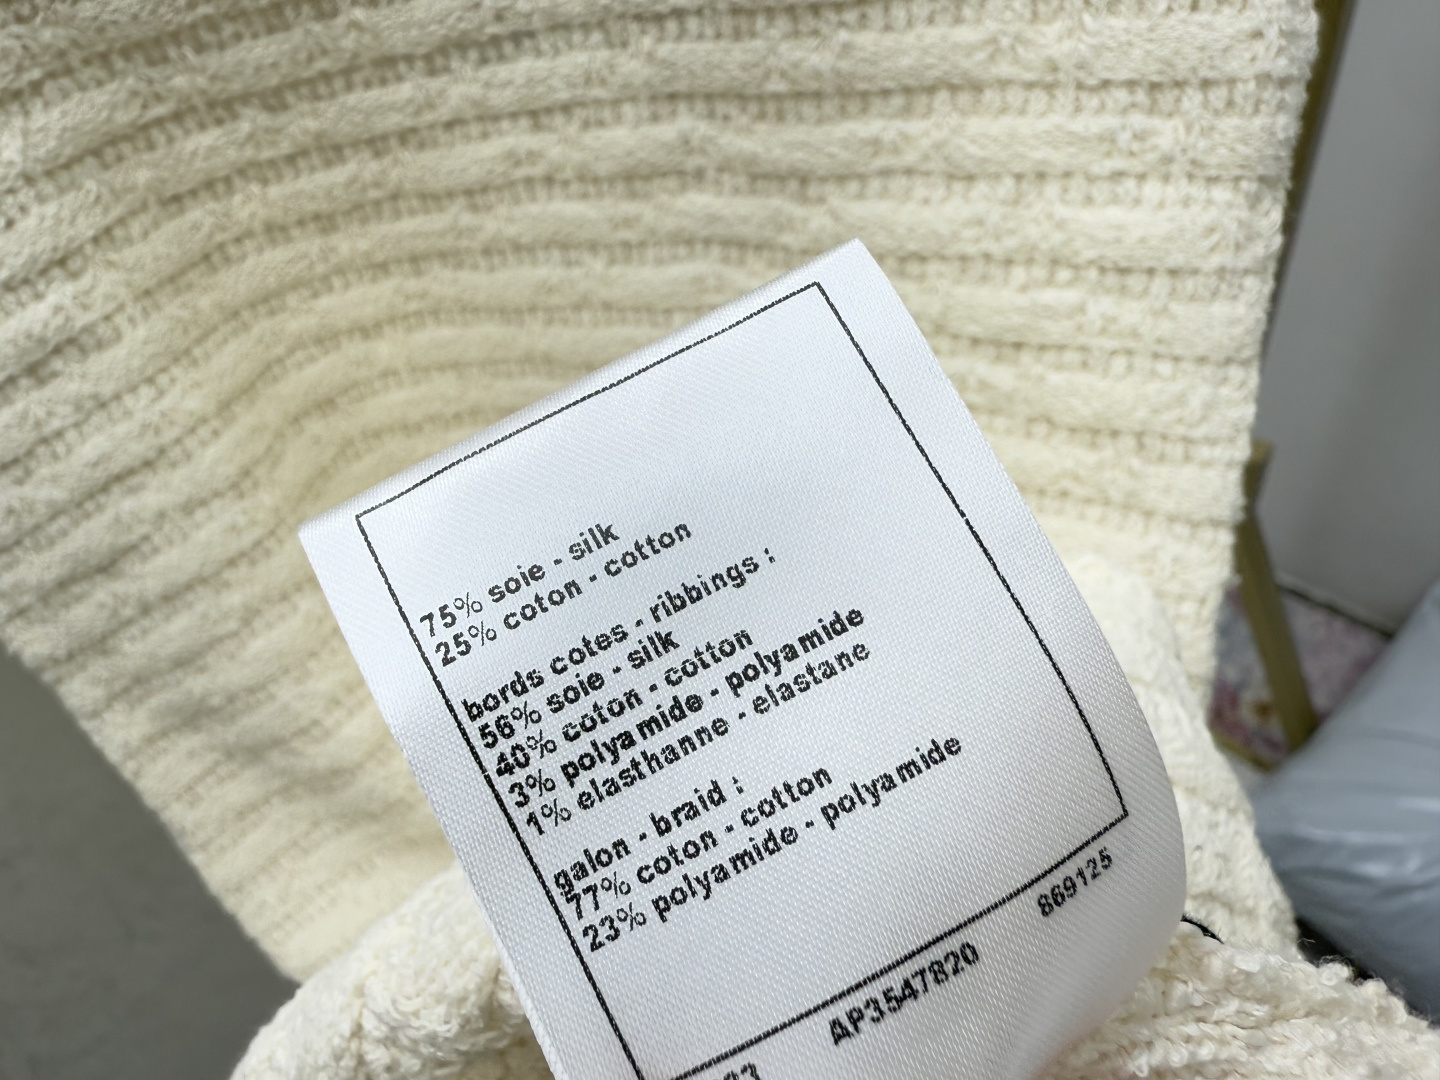 75% soie - silk
25% coton - cotton
bords cotes - ribbings :
56% soie - silk
40% coton - cotton
3% polyamide - polyamide
1% elasthanne - elastane
galon - braid :
77% coton - cotton
23% polyamide - polyamide
869125
AP3547820